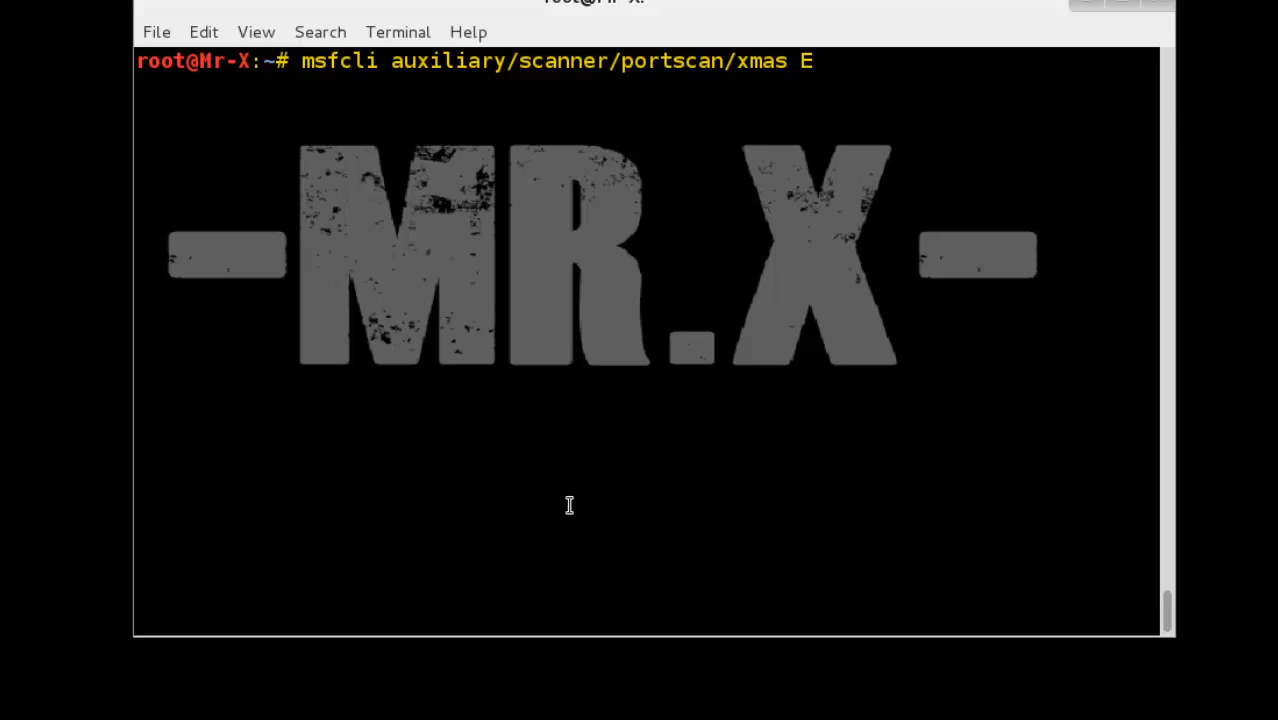 root@Mr-X:
File Edit View Search Terminal Help
root@Mr-X:~# msfcli auxiliary/scanner/portscan/xmas E
-MR.X-